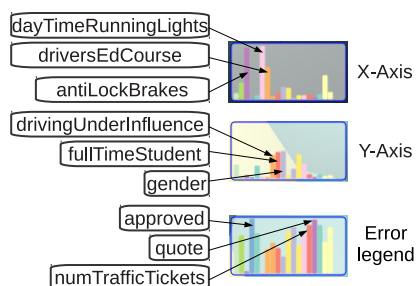 dayTimeRunningLights
driversEdCourse
X-Axis
antiLockBrakes
drivingUnderInfluence
fullTimeStudent
Y-Axis
gender
approved
quote
Error
legend
numTrafficTickets